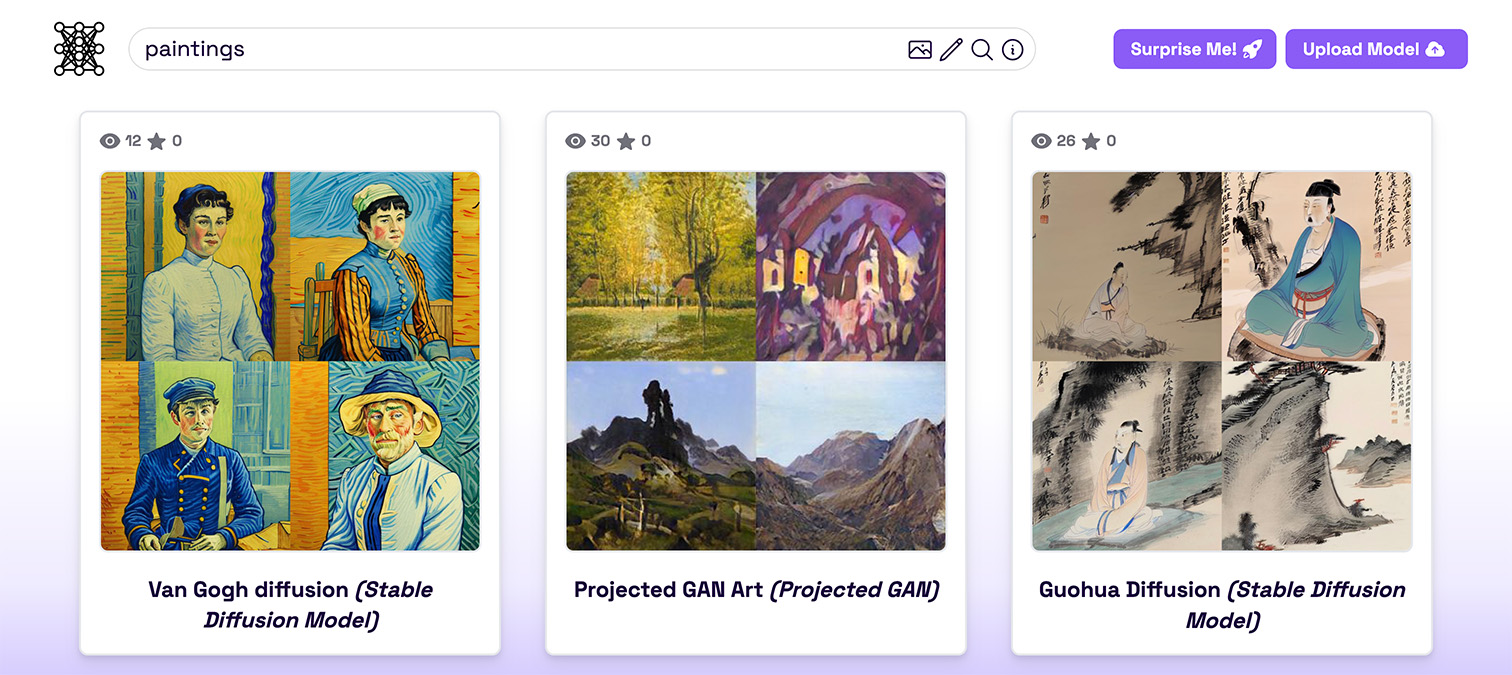 paintings
Surprise Me!
Upload Model
12 0
30 0
26 0
Van Gogh diffusion (Stable
Diffusion Model)
Projected GAN Art (Projected GAN)
Guohua Diffusion (Stable Diffusion
Model)